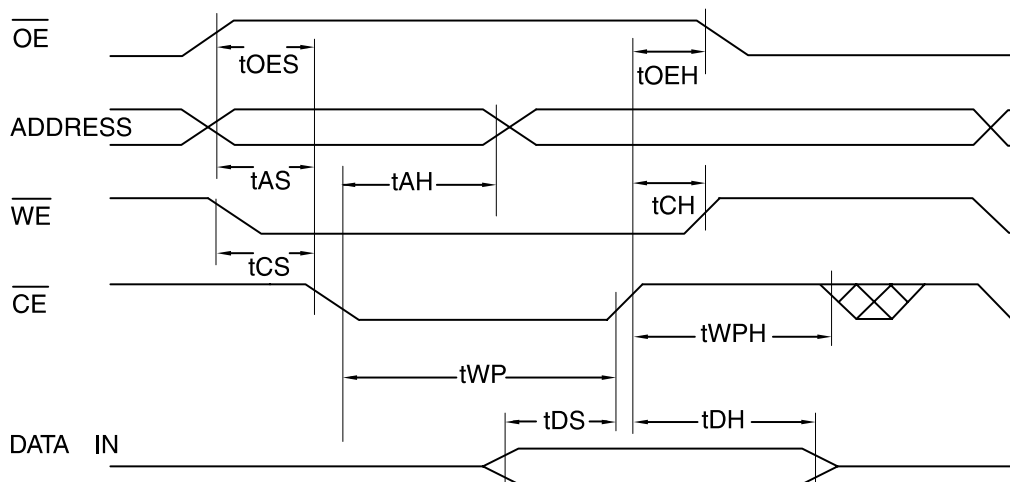 OE
tOES
tOEH
ADDRESS
tAS
tAH
WE
tCH
tCS
CE
tWPH
tWP
tDS
tDH
DATA IN